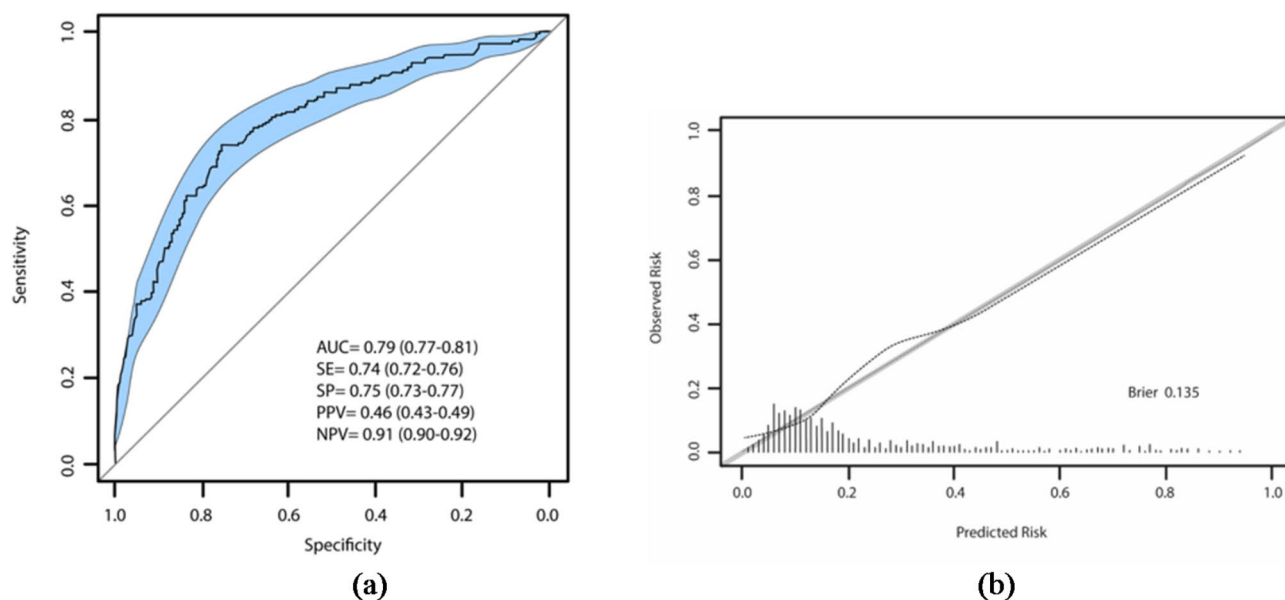 1.0
0.8
0.6
0.4
0.2
0.0
Sensitivity
AUC= 0.79 (0.77-0.81)
SE= 0.74 (0.72-0.76)
SP= 0.75 (0.73-0.77)
PPV= 0.46 (0.43-0.49)
NPV= 0.91 (0.90-0.92)
1.0 0.8 0.6 0.4 0.2 0.0
Specificity
(a)
1.0
0.8
0.6
0.4
0.2
0.0
Observed Risk
Brier 0.135
0.0 0.2 0.4 0.6 0.8 1.0
Predicted Risk
(b)